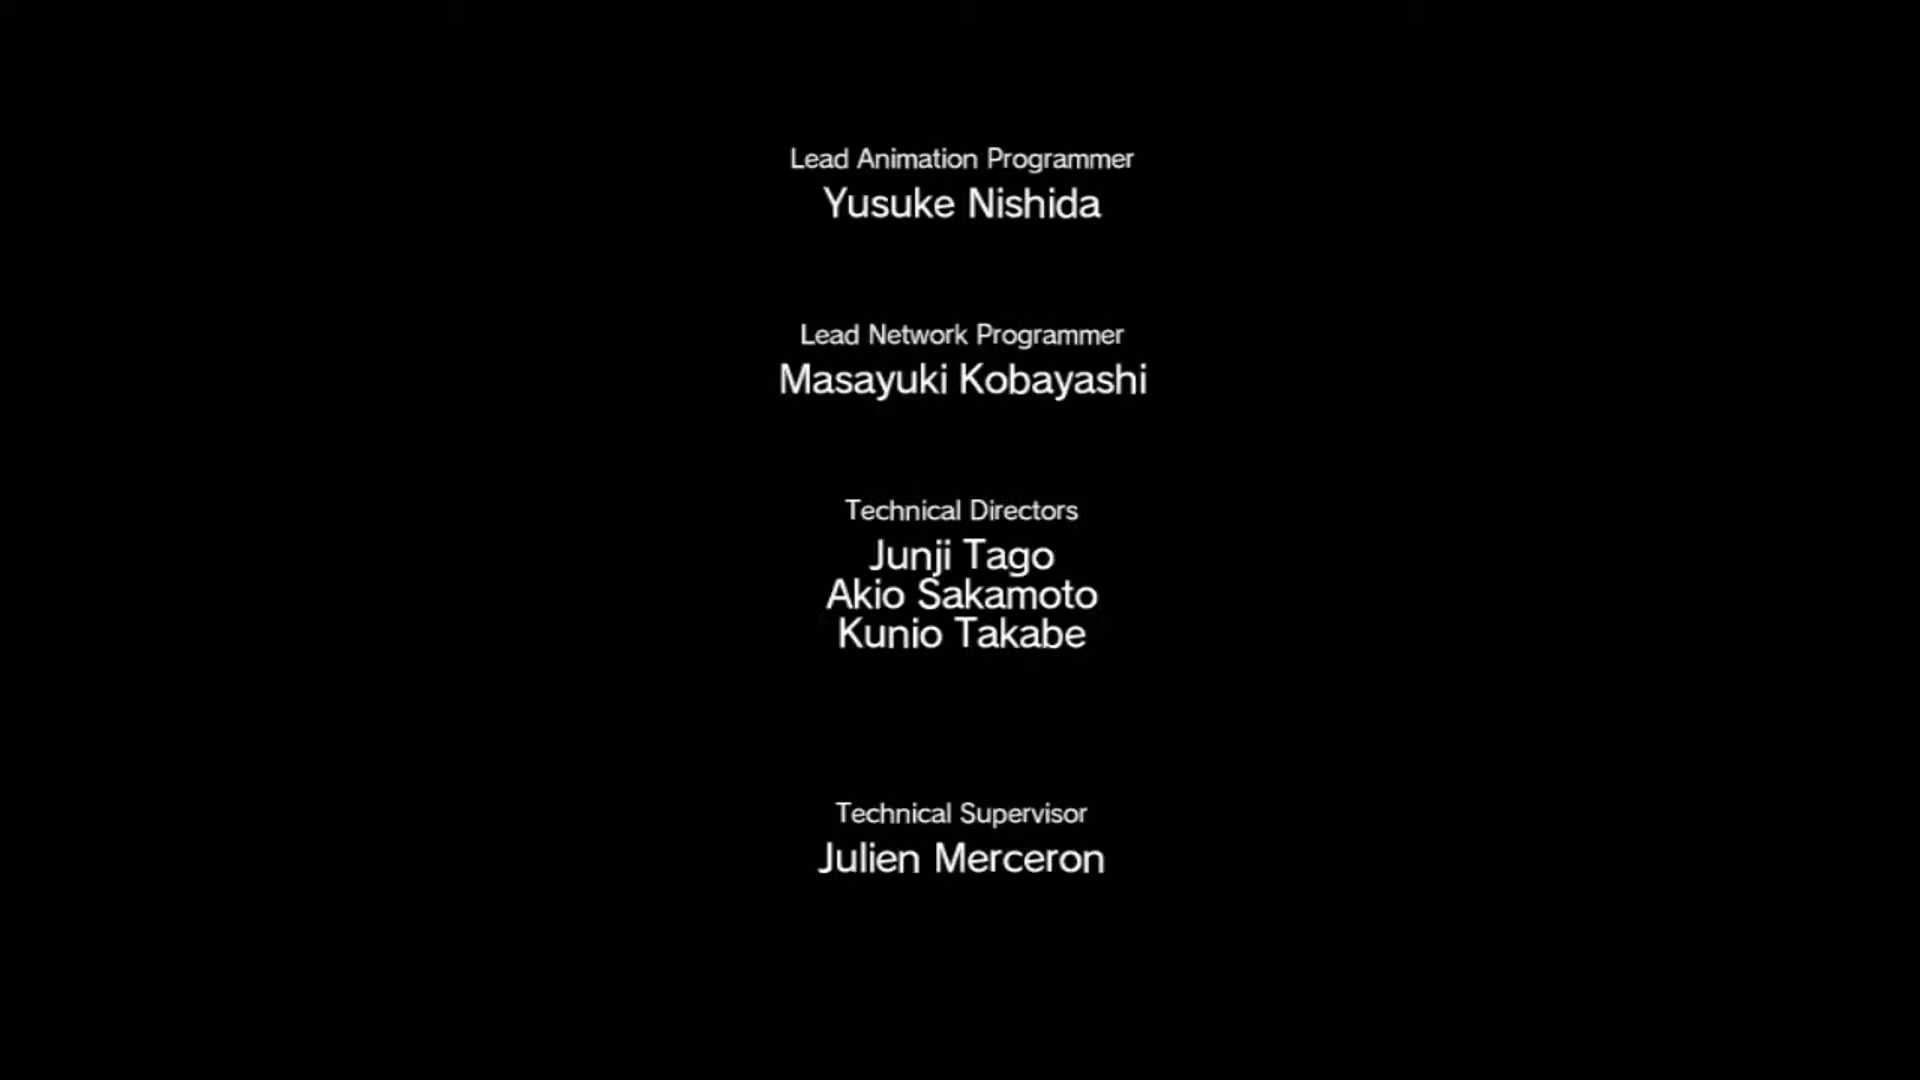 Lead Animation Programmer
Yusuke Nishida
Lead Network Programmer
Masayuki Kobayashi
Technical Directors
Junji Tago
Akio Sakamoto
Kunio Takabe
Technical Supervisor
Julien Merceron